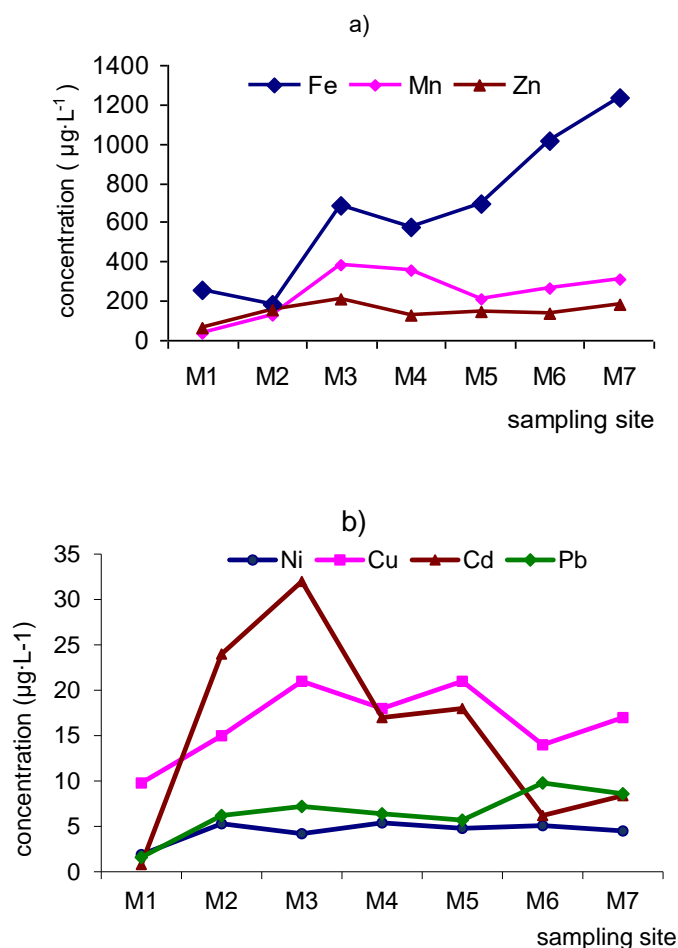 a)
1400
1200
1000
800
600
400
200
0
Fe Mn Zn
M1 M2 M3 M4 M5 M6 M7
sampling site
concentration ( µg·L⁻¹)
b)
35
30
25
20
15
10
5
0
Ni Cu Cd Pb
M1 M2 M3 M4 M5 M6 M7
sampling site
concentration (µg·L-1)